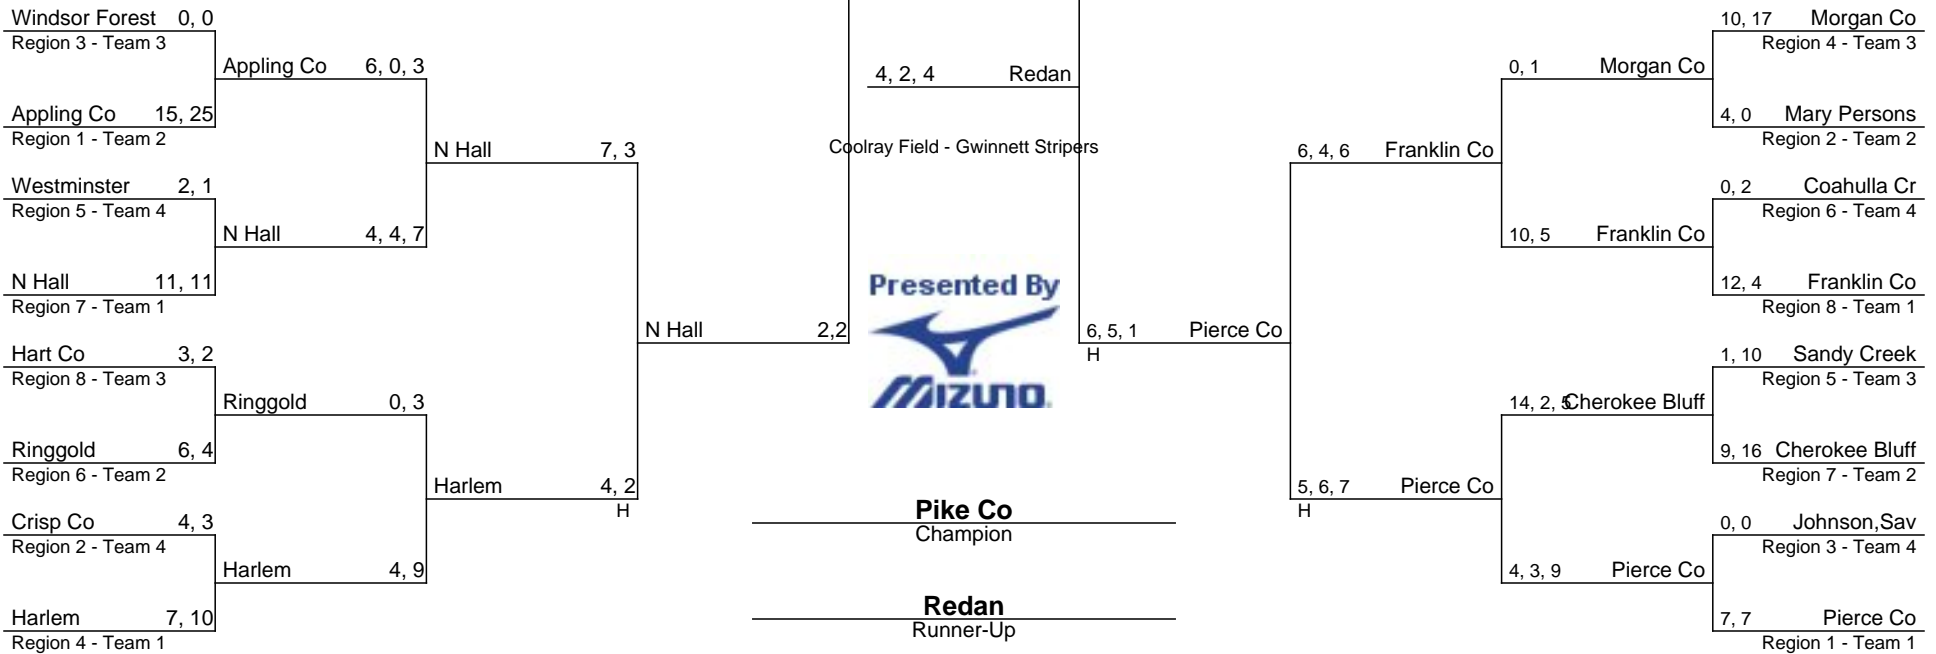 Windsor Forest 0, 0
Region 3 - Team 3
Appling Co 15, 25
Region 1 - Team 2
Westminster 2, 1
Region 5 - Team 4
N Hall 11, 11
Region 7 - Team 1
Hart Co 3, 2
Region 8 - Team 3
Ringgold 6, 4
Region 6 - Team 2
Crisp Co 4, 3
Region 2 - Team 4
Harlem 7, 10
Region 4 - Team 1
Appling Co 6, 0, 3
N Hall 4, 4, 7
Ringgold 0, 3
Harlem 4, 9
N Hall 7, 3
Harlem 4, 2
H
N Hall 2,2
4, 2, 4 Redan
Coolray Field - Gwinnett Stripers
Presented By
MIZUNO
Pike Co
Champion
Redan
Runner-Up
6, 5, 1 Pierce Co
H
6, 4, 6 Franklin Co
5, 6, 7 Pierce Co
H
0, 1 Morgan Co
10, 5 Franklin Co
14, 2, 5 Cherokee Bluff
4, 3, 9 Pierce Co
10, 17 Morgan Co
Region 4 - Team 3
4, 0 Mary Persons
Region 2 - Team 2
0, 2 Coahulla Cr
Region 6 - Team 4
12, 4 Franklin Co
Region 8 - Team 1
1, 10 Sandy Creek
Region 5 - Team 3
9, 16 Cherokee Bluff
Region 7 - Team 2
0, 0 Johnson,Sav
Region 3 - Team 4
7, 7 Pierce Co
Region 1 - Team 1